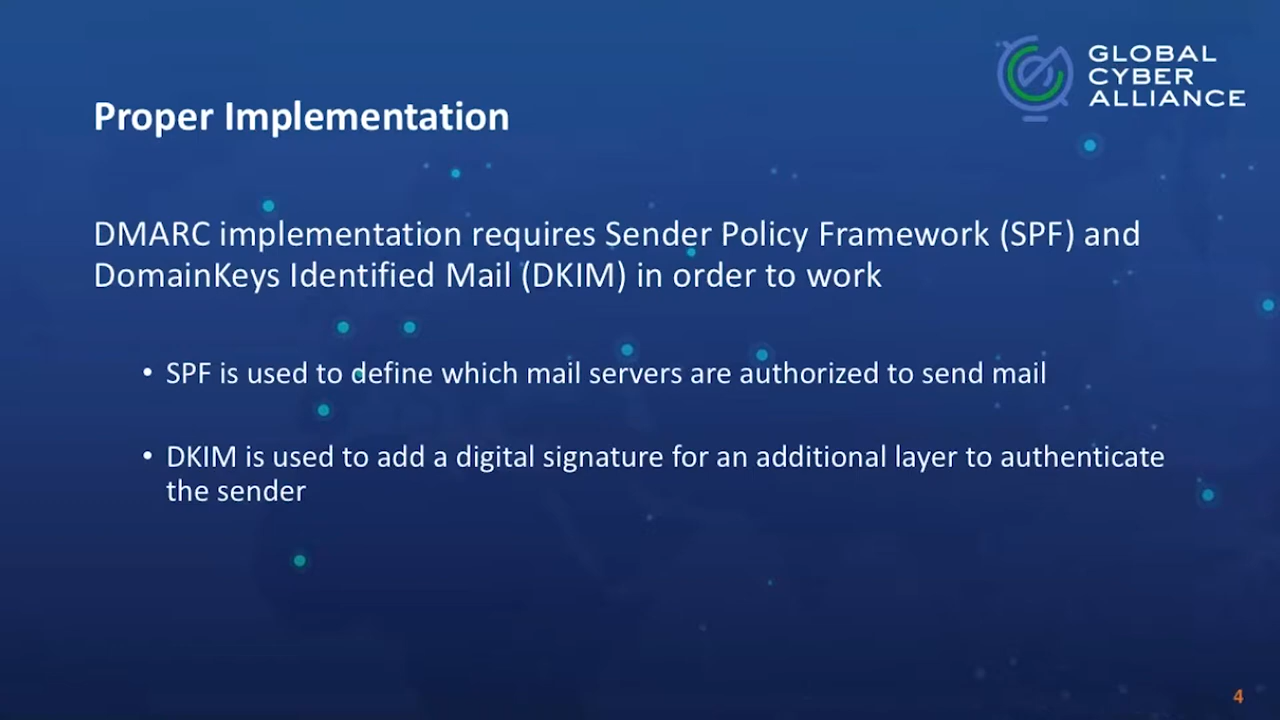 GLOBAL
CYBER
ALLIANCE
Proper Implementation
DMARC implementation requires Sender Policy Framework (SPF) and
DomainKeys Identified Mail (DKIM) in order to work
• SPF is used to define which mail servers are authorized to send mail
• DKIM is used to add a digital signature for an additional layer to authenticate
the sender
4